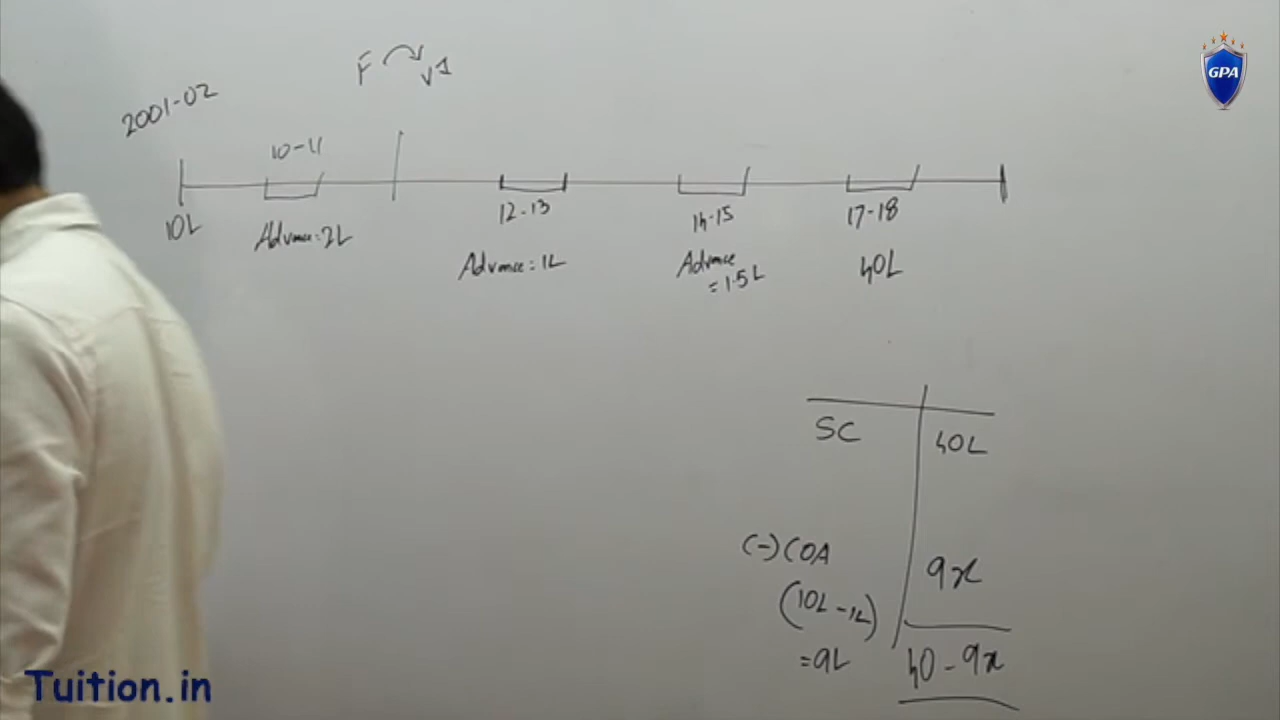 F VJ
2001-02
10-11
10L
Advance: 2L
12-13
Advance = 1L
14-15
Advance
= 1.5L
17-18
40L
SC 40L
(-) COA 9x
(10L - 1L)
= 9L
40 - 9x
GPA
Tuition.in